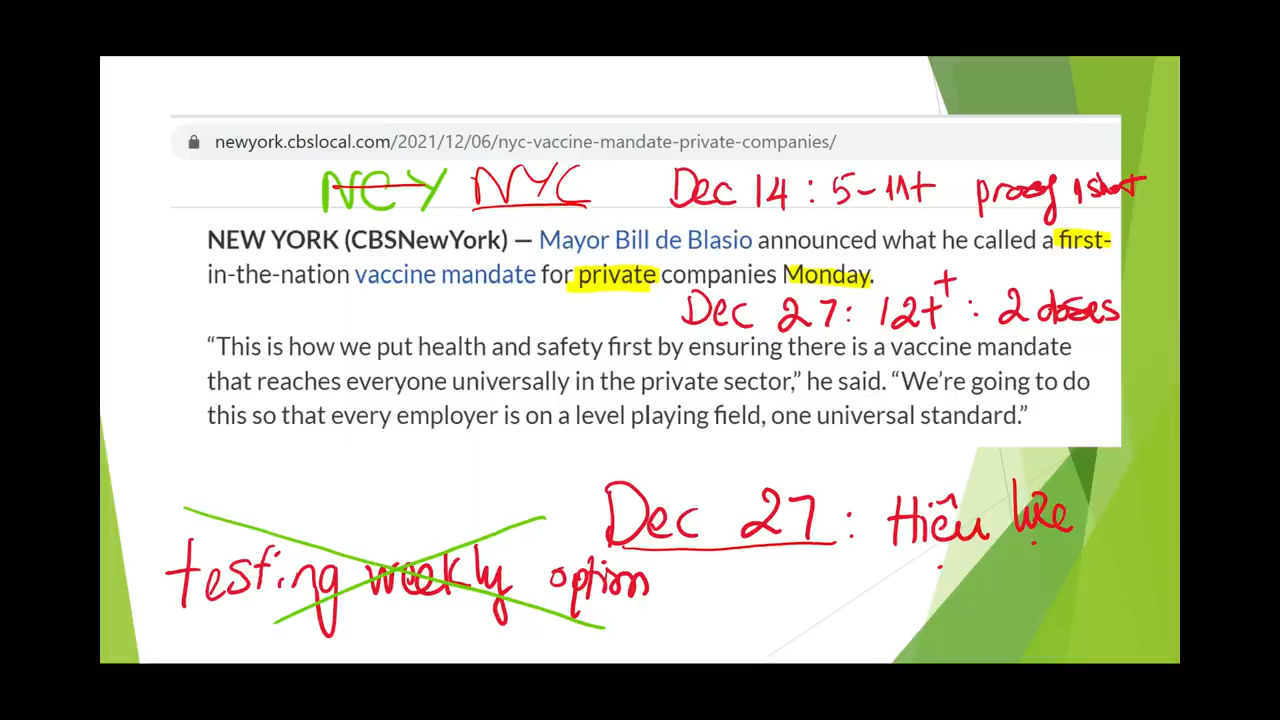 newyork.cbslocal.com/2021/12/06/nyc-vaccine-mandate-private-companies/
NEY NYC Dec 14 : 5-11t proof 1 shot
NEW YORK (CBSNewYork) — Mayor Bill de Blasio announced what he called a first-
in-the-nation vaccine mandate for private companies Monday.
Dec 27: 12t+ : 2 doses
“This is how we put health and safety first by ensuring there is a vaccine mandate
that reaches everyone universally in the private sector,” he said. “We’re going to do
this so that every employer is on a level playing field, one universal standard.”
Dec 27 : Hiệu lực
testing weekly option